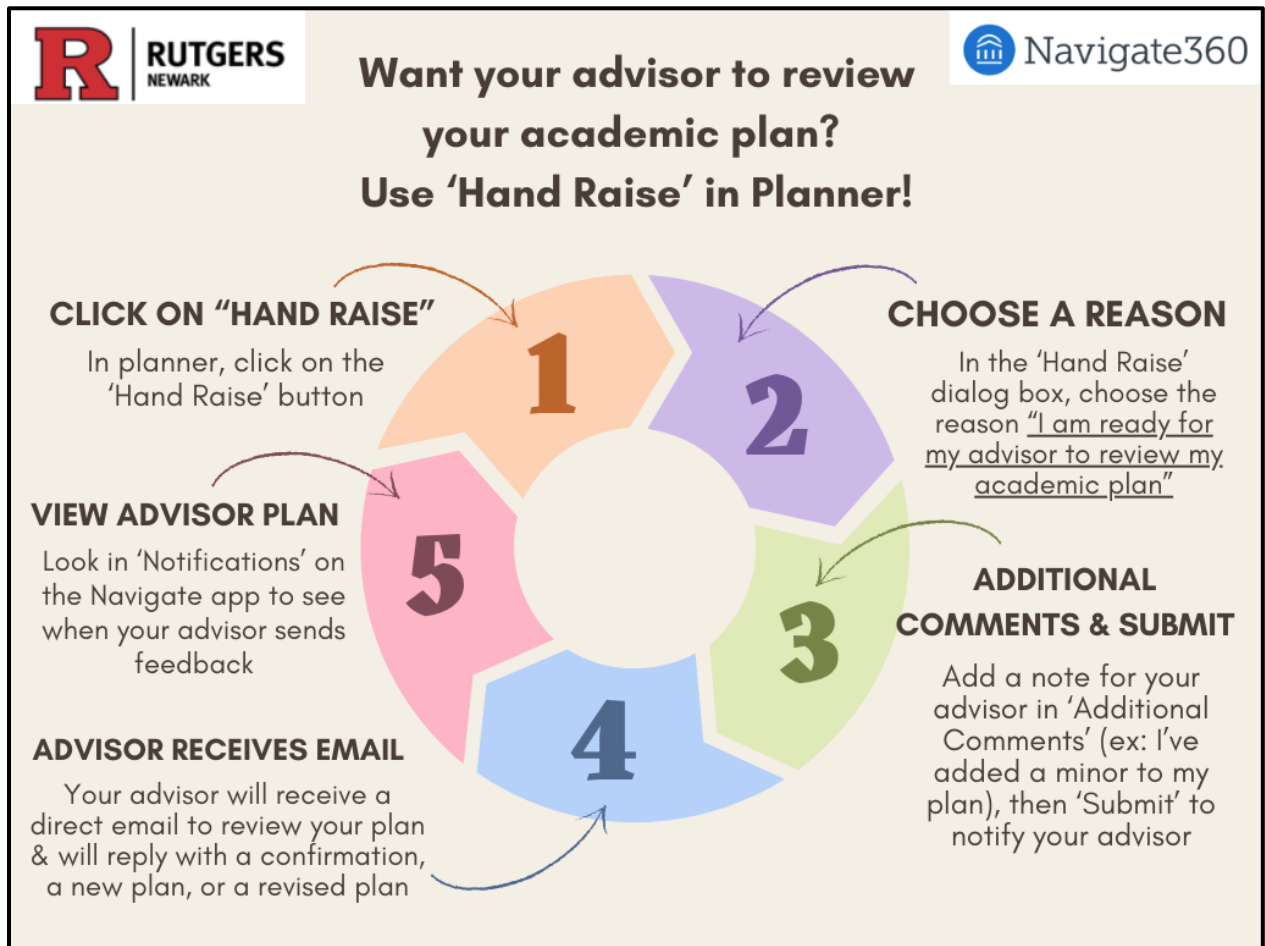 RUTGERS
NEWARK
Navigate360
Want your advisor to review
your academic plan?
Use ‘Hand Raise’ in Planner!
1
CLICK ON “HAND RAISE”
In planner, click on the
‘Hand Raise’ button
2
CHOOSE A REASON
In the ‘Hand Raise’
dialog box, choose the
reason “I am ready for
my advisor to review my
academic plan”
3
ADDITIONAL
COMMENTS & SUBMIT
Add a note for your
advisor in ‘Additional
Comments’ (ex: I’ve
added a minor to my
plan), then ‘Submit’ to
notify your advisor
4
ADVISOR RECEIVES EMAIL
Your advisor will receive a
direct email to review your plan
& will reply with a confirmation,
a new plan, or a revised plan
5
VIEW ADVISOR PLAN
Look in ‘Notifications’ on
the Navigate app to see
when your advisor sends
feedback